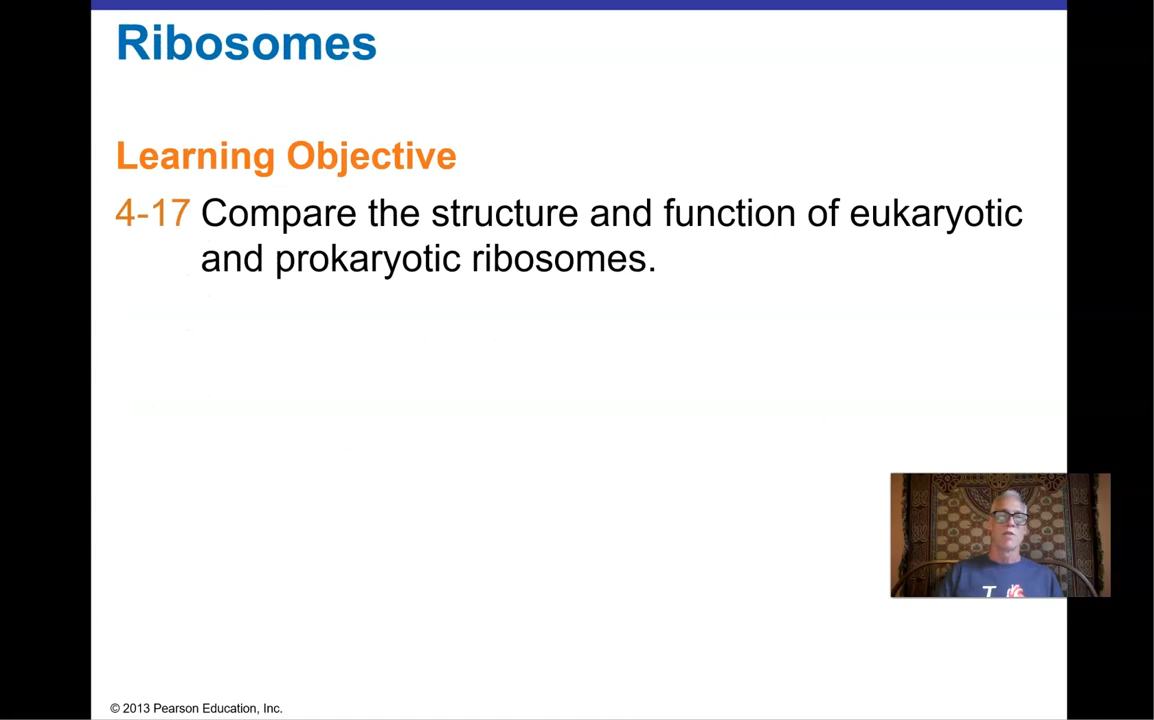 Ribosomes
Learning Objective
4-17 Compare the structure and function of eukaryotic
and prokaryotic ribosomes.
I
© 2013 Pearson Education, Inc.